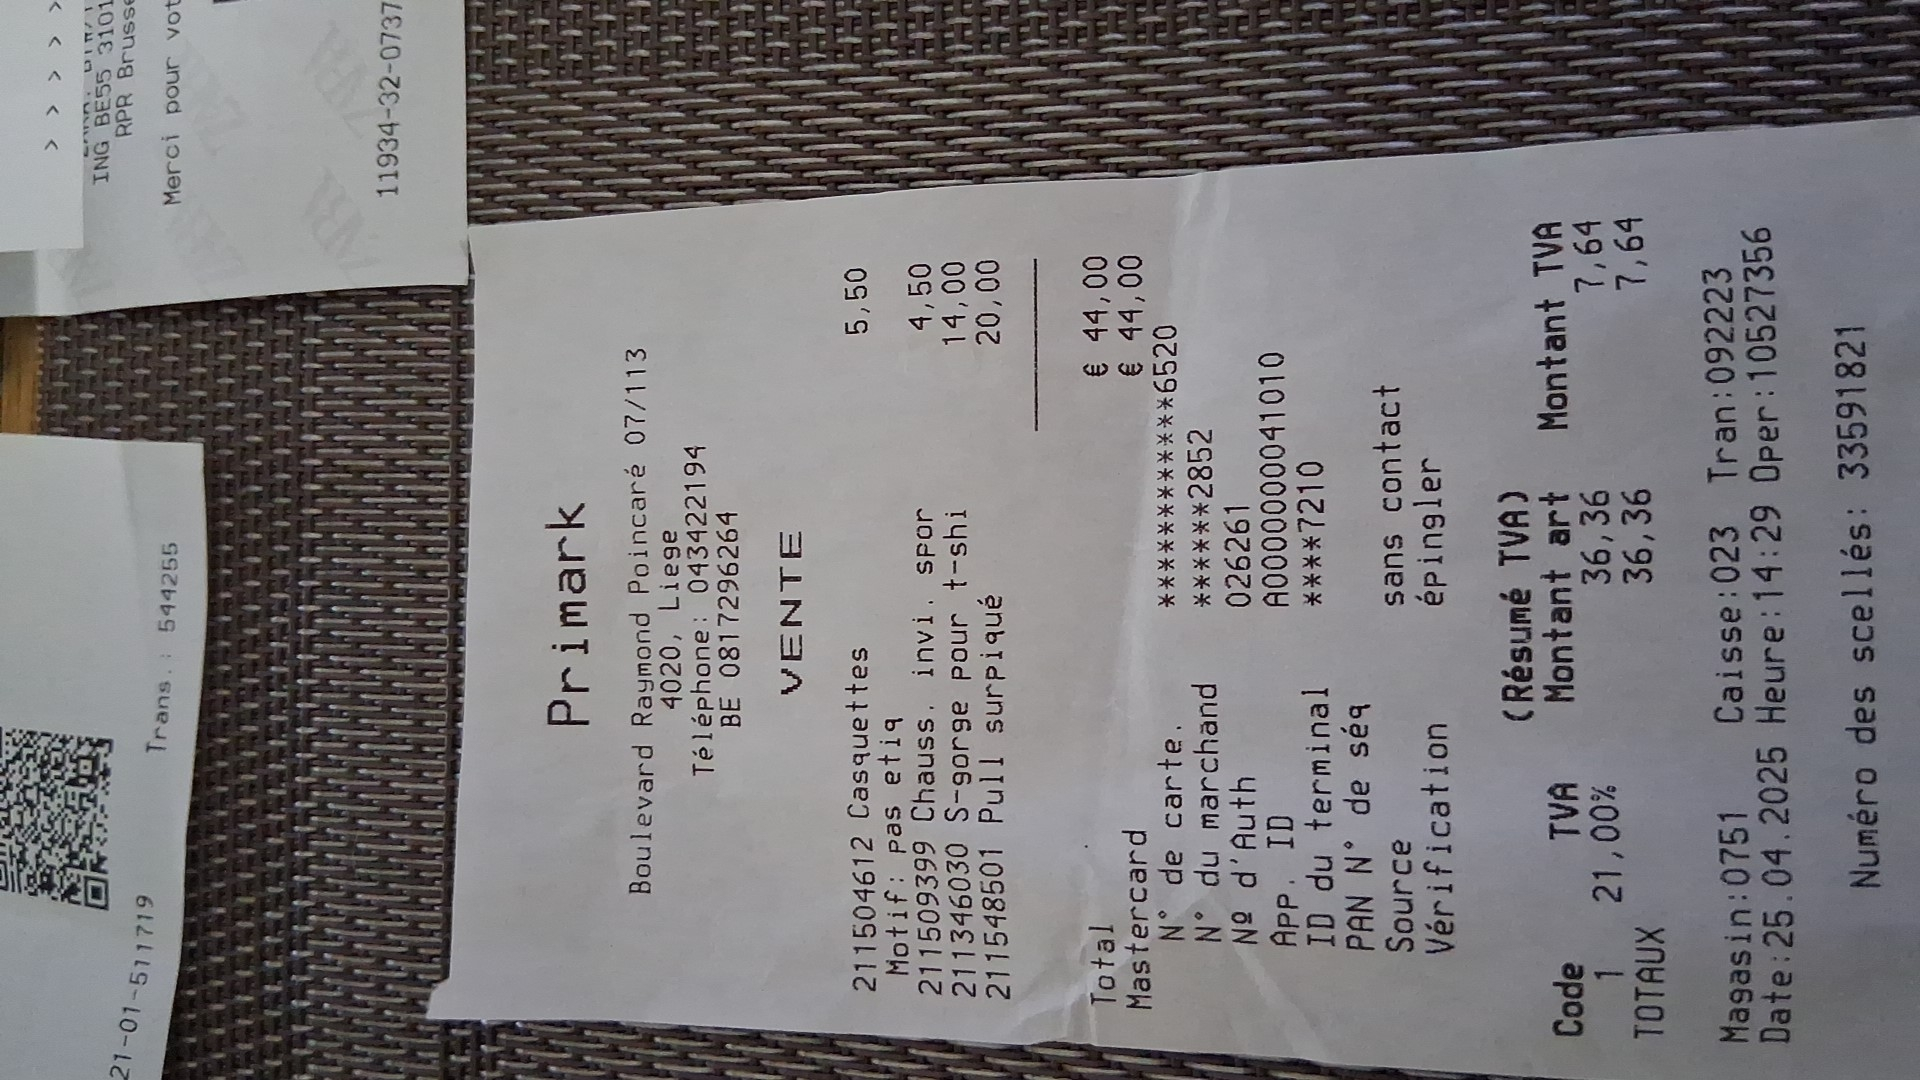 ING BE55 3101
RPR Brusse
Merci pour vot
11934-32-0737
21-01-511719 Trans.: 544255
Primark
Boulevard Raymond Poincaré 07/113
4020, Liege
Téléphone: 043422194
BE 0817296264
VENTE
2115046​12 Casquettes 5,50
Motif: pas etiq
211509399 Chauss. invi. spor 4,50
211346030 S-gorge pour t-shi 14,00
211548501 Pull surpiqué 20,00
Total € 44,00
Mastercard € 44,00
N° de carte. ************6520
N° du marchand ******2852
Nº d'Auth 026261
App. ID A0000000041010
ID du terminal ****7210
PAN N° de séq
Source sans contact
Vérification épingler
(Résumé TVA)
Code TVA Montant art Montant TVA
1 21,00% 36,36 7,64
TOTAUX 36,36 7,64
Magasin:0751 Caisse:023 Tran:092223
Date:25.04.2025 Heure:14:29 Oper:10527356
Numéro des scellés: 33591821